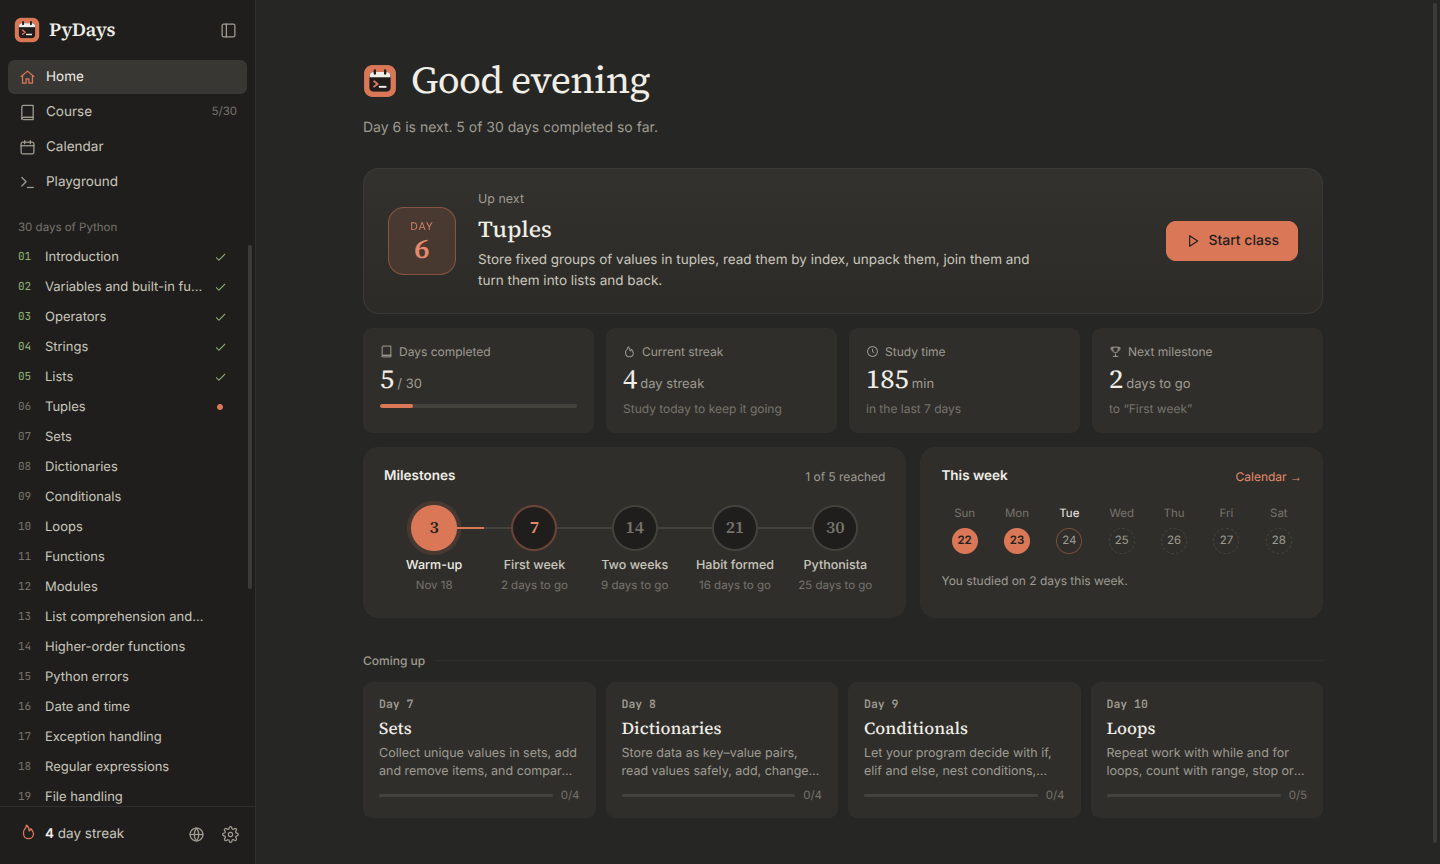 PyDays
Home
Course 5/30
Calendar
Playground
30 days of Python
01 Introduction
02 Variables and built-in fu...
03 Operators
04 Strings
05 Lists
06 Tuples
07 Sets
08 Dictionaries
09 Conditionals
10 Loops
11 Functions
12 Modules
13 List comprehension and...
14 Higher-order functions
15 Python errors
16 Date and time
17 Exception handling
18 Regular expressions
19 File handling
4 day streak
Good evening
Day 6 is next. 5 of 30 days completed so far.
DAY
6
Up next
Tuples
Store fixed groups of values in tuples, read them by index, unpack them, join them and
turn them into lists and back.
Start class
Days completed
5 / 30
Current streak
4 day streak
Study today to keep it going
Study time
185 min
in the last 7 days
Next milestone
2 days to go
to "First week"
Milestones 1 of 5 reached
3 7 14 21 30
Warm-up First week Two weeks Habit formed Pythonista
Nov 18 2 days to go 9 days to go 16 days to go 25 days to go
This week Calendar →
Sun Mon Tue Wed Thu Fri Sat
22 23 24 25 26 27 28
You studied on 2 days this week.
Coming up
Day 7
Sets
Collect unique values in sets, add
and remove items, and compar...
0/4
Day 8
Dictionaries
Store data as key–value pairs,
read values safely, add, change...
0/4
Day 9
Conditionals
Let your program decide with if,
elif and else, nest conditions,...
0/4
Day 10
Loops
Repeat work with while and for
loops, count with range, stop or...
0/5